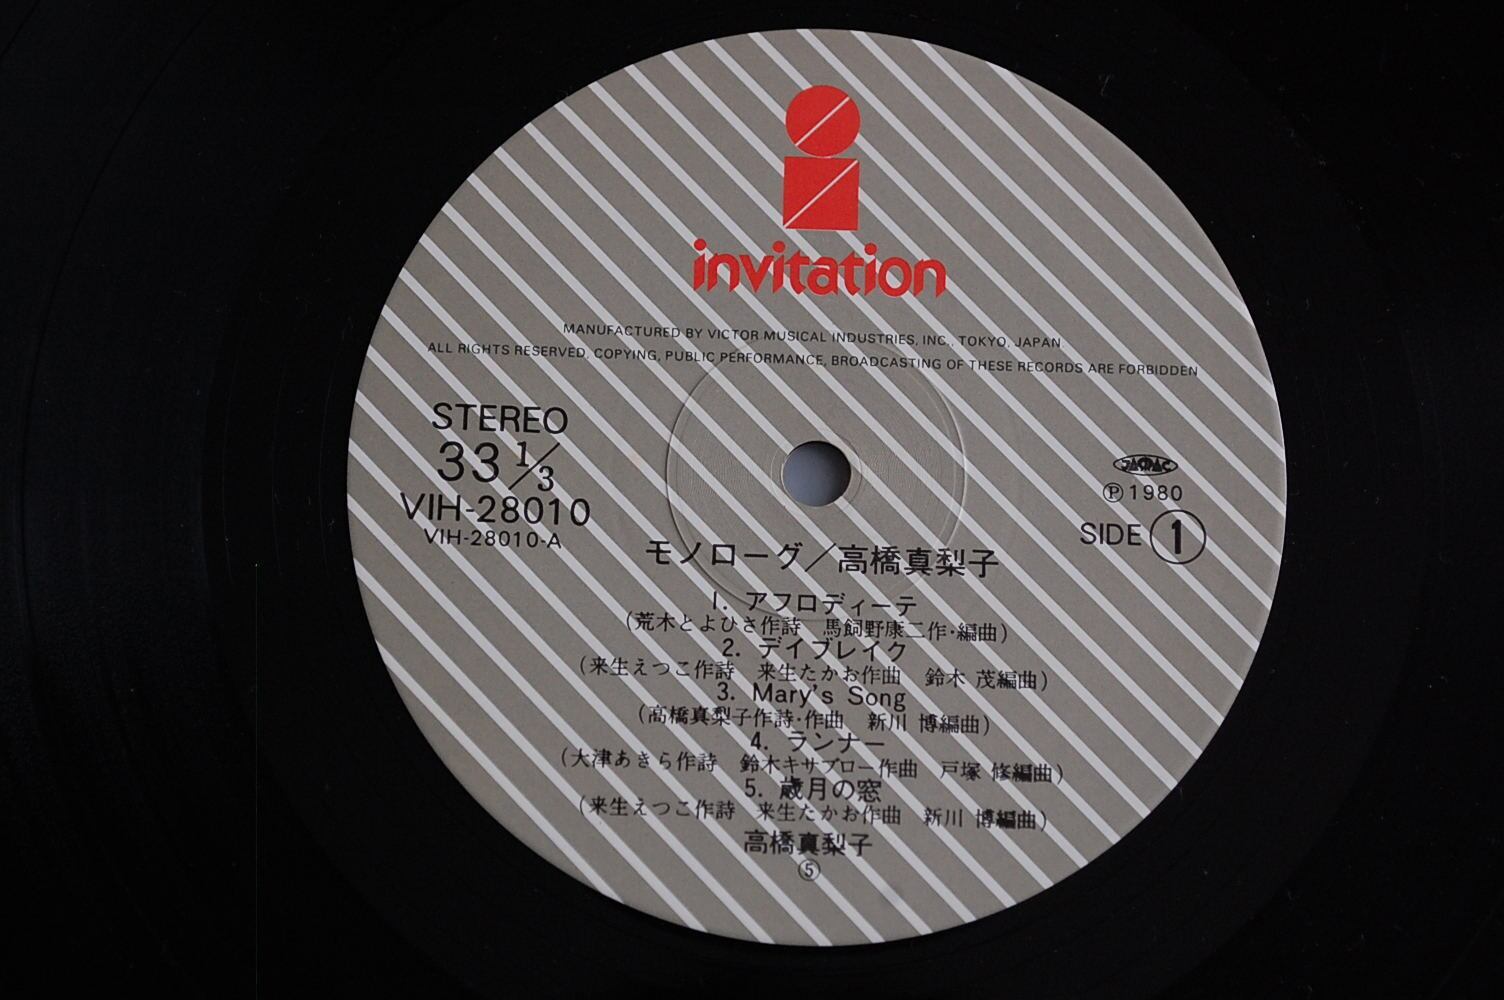 invitation
MANUFACTURED BY VICTOR MUSICAL INDUSTRIES, INC., TOKYO, JAPAN
ALL RIGHTS RESERVED, COPYING, PUBLIC PERFORMANCE, BROADCASTING OF THESE RECORDS ARE FORBIDDEN
STEREO
33 1/3
VIH-28010
VIH-28010-A
JASRAC
Ⓟ1980
SIDE 1
モノローグ/高橋真梨子
1. アフロディーテ
(荒木とよひさ作詩 馬飼野康二作・編曲)
2. デイブレイク
(来生えつこ作詩 来生たかお作曲 鈴木 茂編曲)
3. Mary's Song
(高橋真梨子作詩・作曲 新川 博編曲)
4. ランナー
(大津あきら作詩 鈴木キサブロー作曲 戸塚 修編曲)
5. 歳月の窓
(来生えつこ作詩 来生たかお作曲 新川 博編曲)
高橋真梨子
⑤